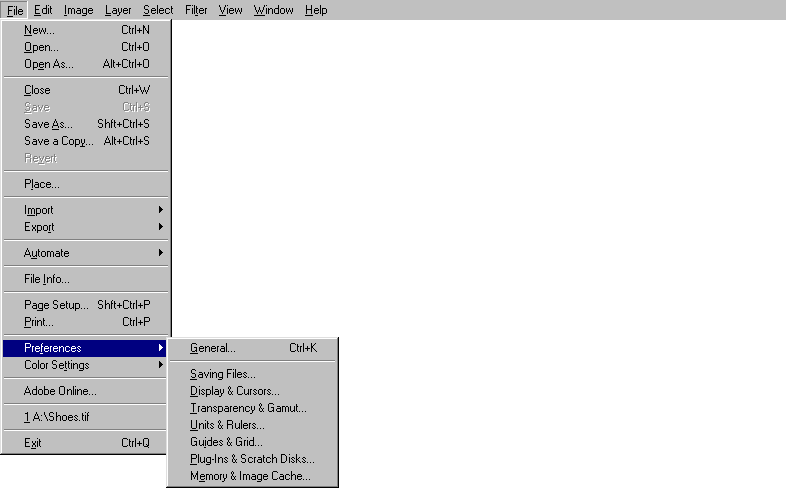 File Edit Image Layer Select Filter View Window Help
New... Ctrl+N
Open... Ctrl+O
Open As... Alt+Ctrl+O
Close Ctrl+W
Save Ctrl+S
Save As... Shft+Ctrl+S
Save a Copy... Alt+Ctrl+S
Revert
Place...
Import
Export
Automate
File Info...
Page Setup... Shft+Ctrl+P
Print... Ctrl+P
Preferences
Color Settings
Adobe Online...
1 A:\Shoes.tif
Exit Ctrl+Q
General... Ctrl+K
Saving Files...
Display & Cursors...
Transparency & Gamut...
Units & Rulers...
Guides & Grid...
Plug-Ins & Scratch Disks...
Memory & Image Cache...